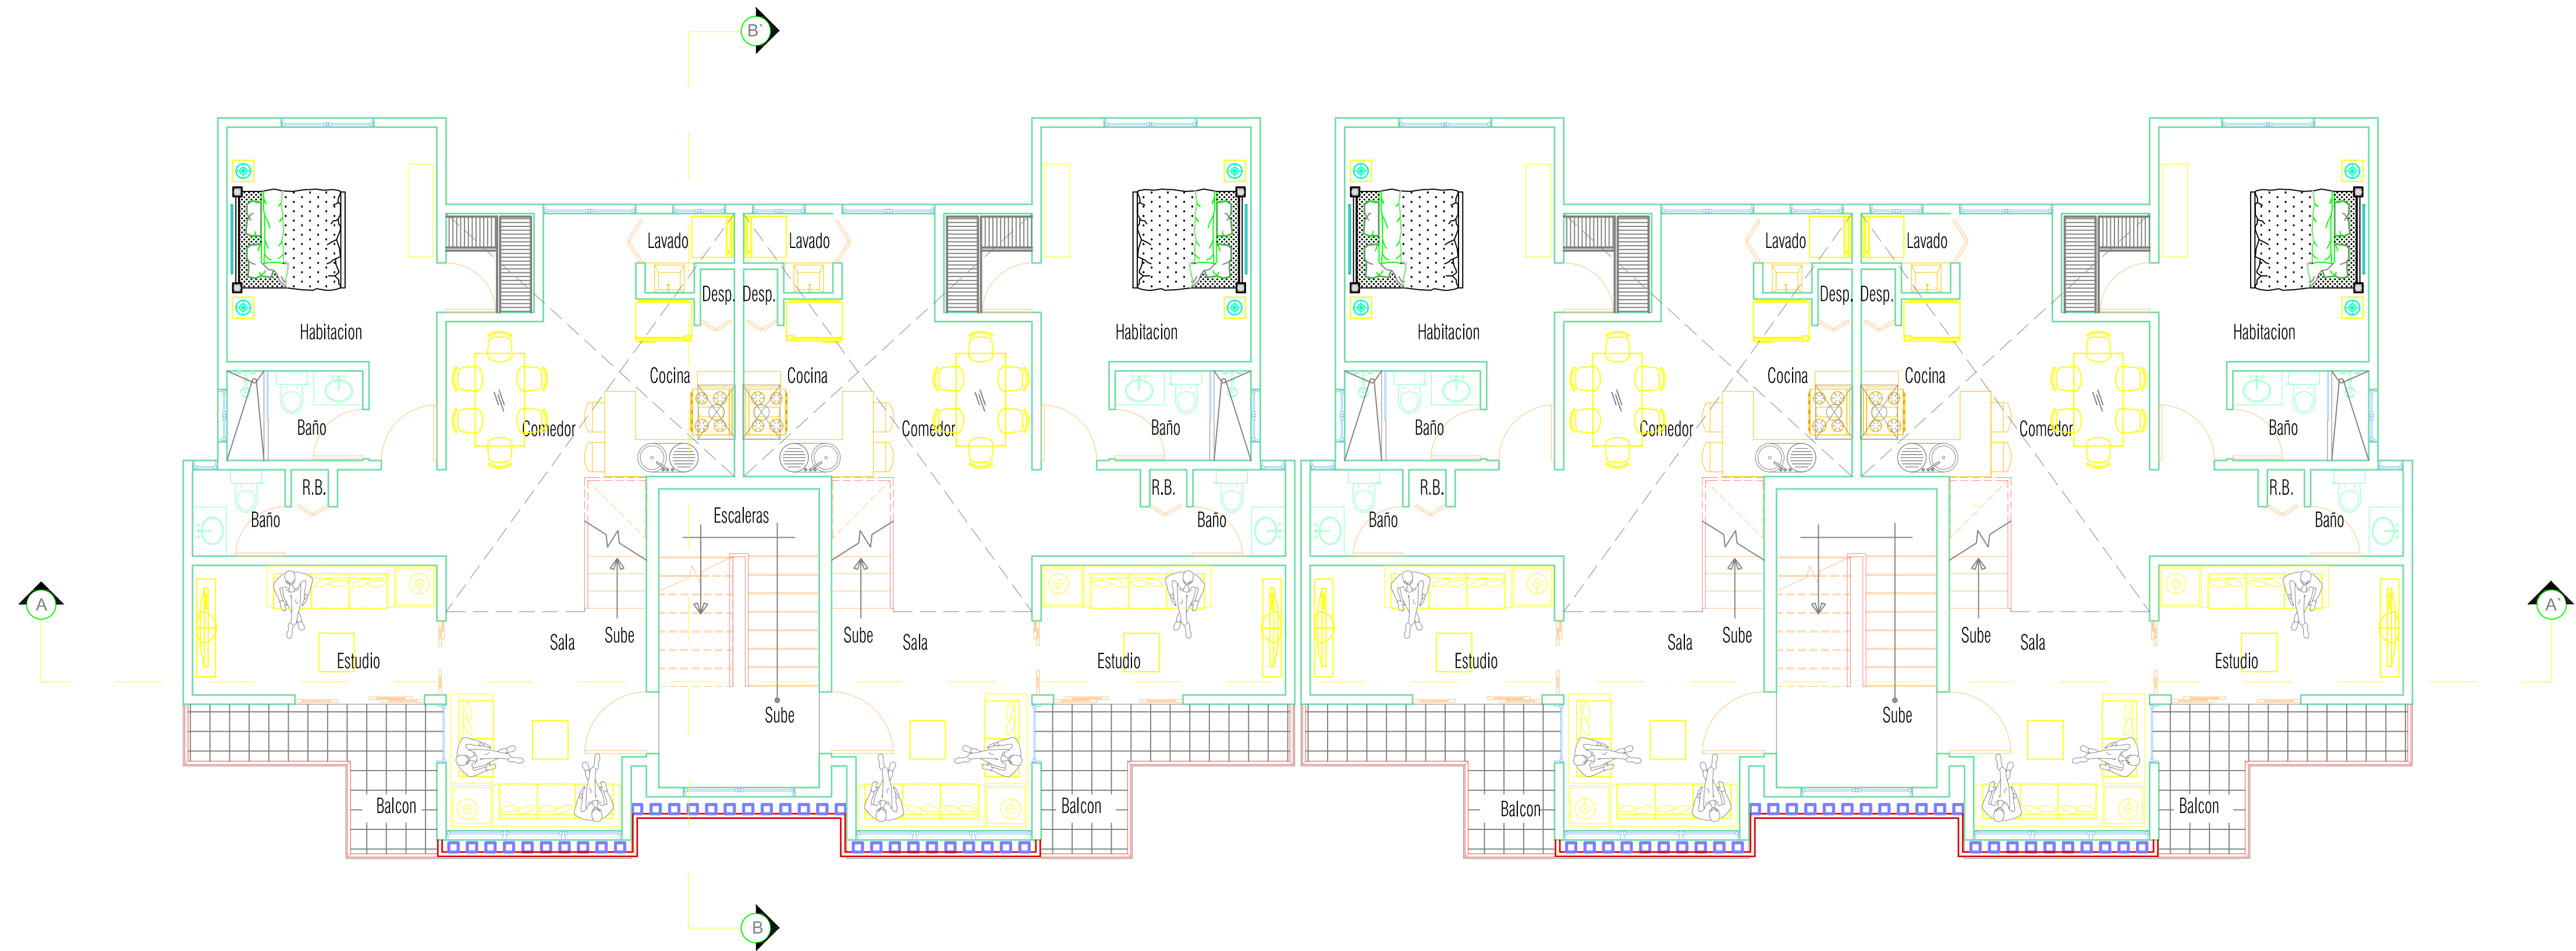 B`
Lavado
Lavado
Lavado
Lavado
Desp.
Desp.
Desp.
Desp.
Habitacion
Habitacion
Habitacion
Habitacion
Cocina
Cocina
Cocina
Cocina
Baño
Comedor
Comedor
Baño
Baño
Comedor
Comedor
Baño
R.B.
R.B.
R.B.
R.B.
Baño
Escaleras
Baño
Baño
Baño
A
A`
Sala
Sube
Sube
Sala
Sala
Sube
Sube
Sala
Estudio
Estudio
Estudio
Estudio
Sube
Sube
Balcon
Balcon
Balcon
Balcon
B